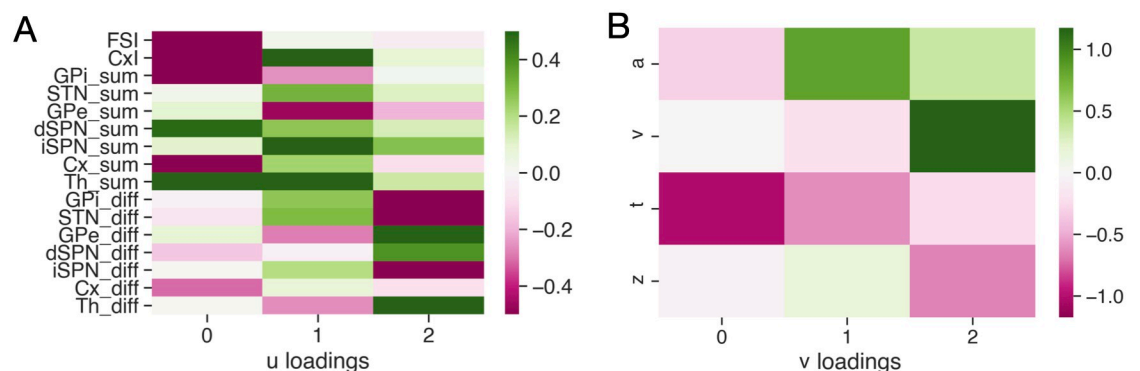 A
FSI
CxI
GPi_sum
STN_sum
GPe_sum
dSPN_sum
iSPN_sum
Cx_sum
Th_sum
GPi_diff
STN_diff
GPe_diff
dSPN_diff
iSPN_diff
Cx_diff
Th_diff
0 1 2
u loadings
0.4
0.2
0.0
−0.2
−0.4
B
a
v
t
z
0 1 2
v loadings
1.0
0.5
0.0
−0.5
−1.0